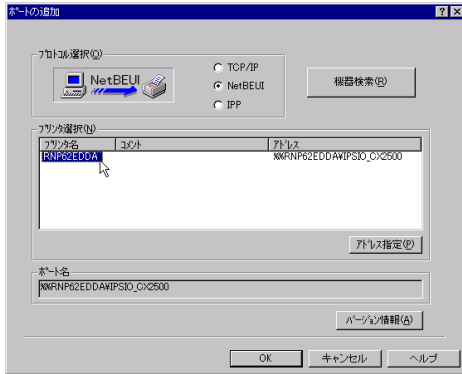 ポートの追加
プロトコル選択(O)
NetBEUI
TCP/IP
NetBEUI
IPP
機器検索(R)
プリンタ選択(N)
プリンタ名 コメント アドレス
RNP62EDDA %%RNP62EDDA¥IPSIO_CX2500
アドレス指定(P)
ポート名
%%RNP62EDDA¥IPSIO_CX2500
バージョン情報(A)
OK キャンセル ヘルプ